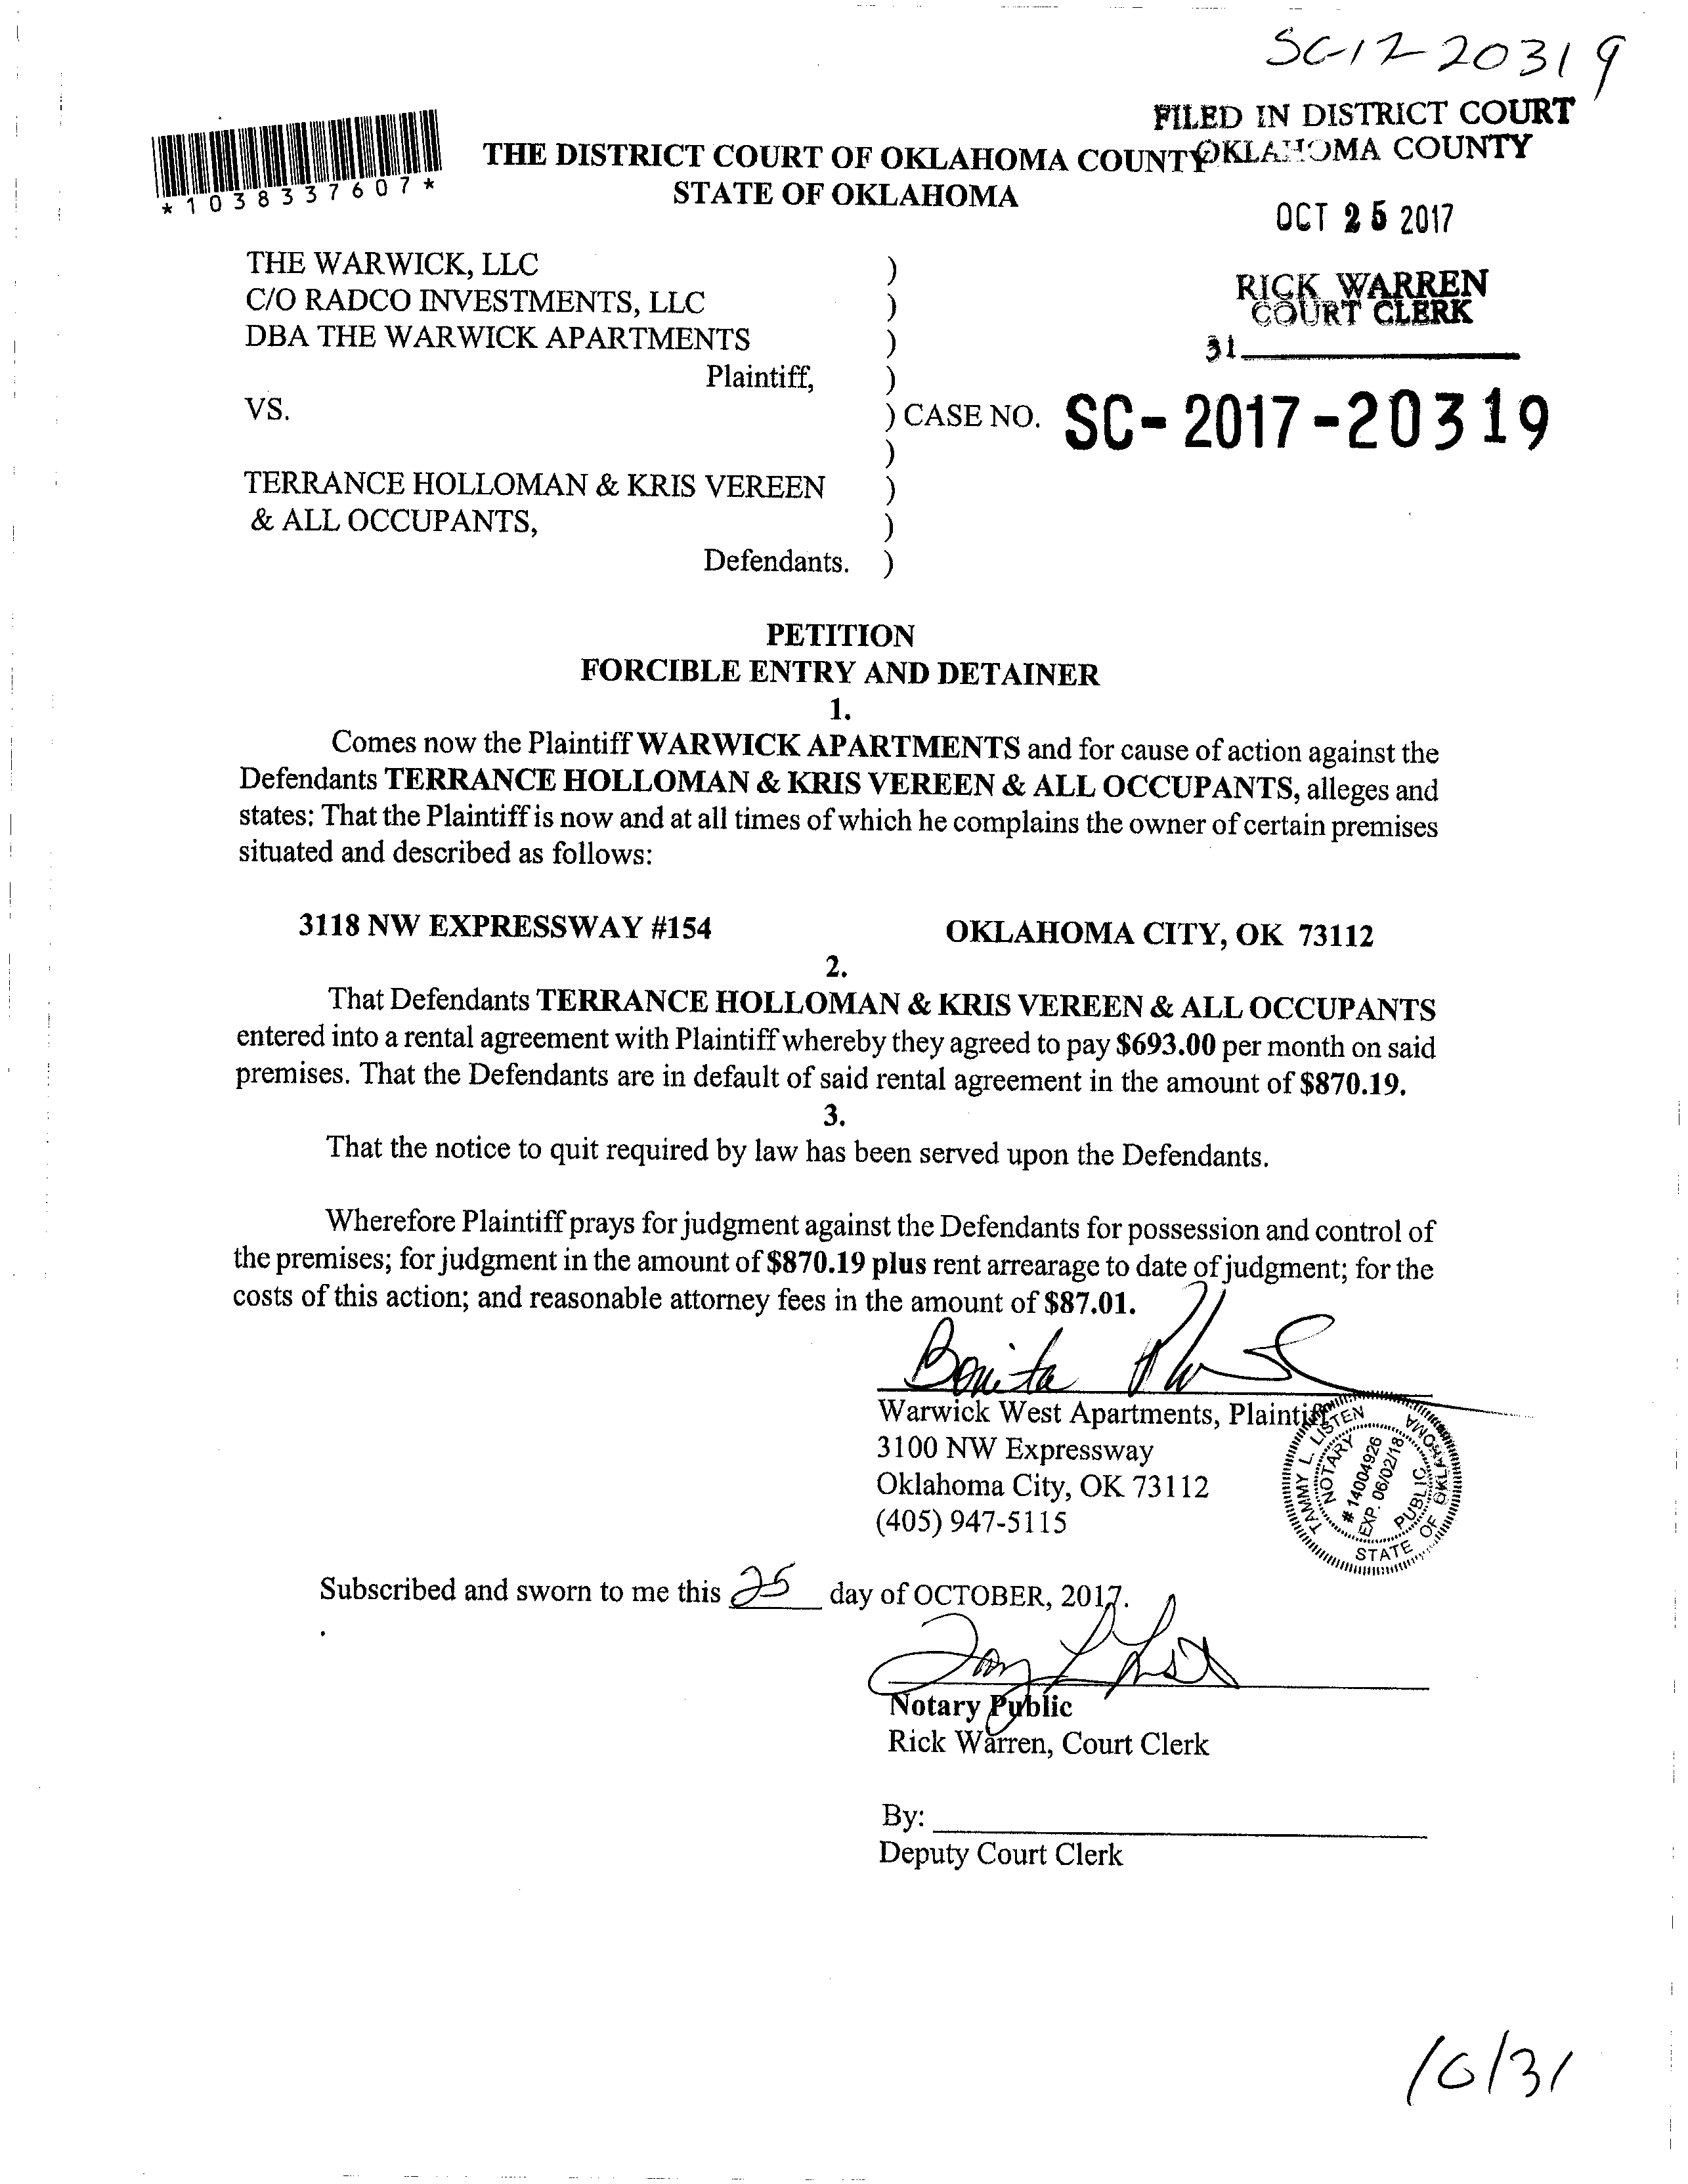 SC-17-20319
FILED IN DISTRICT COURT
OKLAHOMA COUNTY
*1038337607*
THE DISTRICT COURT OF OKLAHOMA COUNTY
STATE OF OKLAHOMA
OCT 25 2017
RICK WARREN
COURT CLERK
31
THE WARWICK, LLC )
C/O RADCO INVESTMENTS, LLC )
DBA THE WARWICK APARTMENTS )
Plaintiff, )
VS. ) CASE NO. SC-2017-20319
)
TERRANCE HOLLOMAN & KRIS VEREEN )
& ALL OCCUPANTS, )
Defendants. )
PETITION
FORCIBLE ENTRY AND DETAINER
1.
Comes now the Plaintiff WARWICK APARTMENTS and for cause of action against the
Defendants TERRANCE HOLLOMAN & KRIS VEREEN & ALL OCCUPANTS, alleges and
states: That the Plaintiff is now and at all times of which he complains the owner of certain premises
situated and described as follows:
3118 NW EXPRESSWAY #154 OKLAHOMA CITY, OK 73112
2.
That Defendants TERRANCE HOLLOMAN & KRIS VEREEN & ALL OCCUPANTS
entered into a rental agreement with Plaintiff whereby they agreed to pay $693.00 per month on said
premises. That the Defendants are in default of said rental agreement in the amount of $870.19.
3.
That the notice to quit required by law has been served upon the Defendants.
Wherefore Plaintiff prays for judgment against the Defendants for possession and control of
the premises; for judgment in the amount of $870.19 plus rent arrearage to date of judgment; for the
costs of this action; and reasonable attorney fees in the amount of $87.01.
Bonita
Warwick West Apartments, Plaintiff
3100 NW Expressway
Oklahoma City, OK 73112
(405) 947-5115
TAMMY L. LISTEN
NOTARY
# 14004926
EXP. 06/02/18
PUBLIC
STATE OF OKLAHOMA
Subscribed and sworn to me this 25 day of OCTOBER, 2017.
.
Notary Public
Rick Warren, Court Clerk
By:
Deputy Court Clerk
10/31